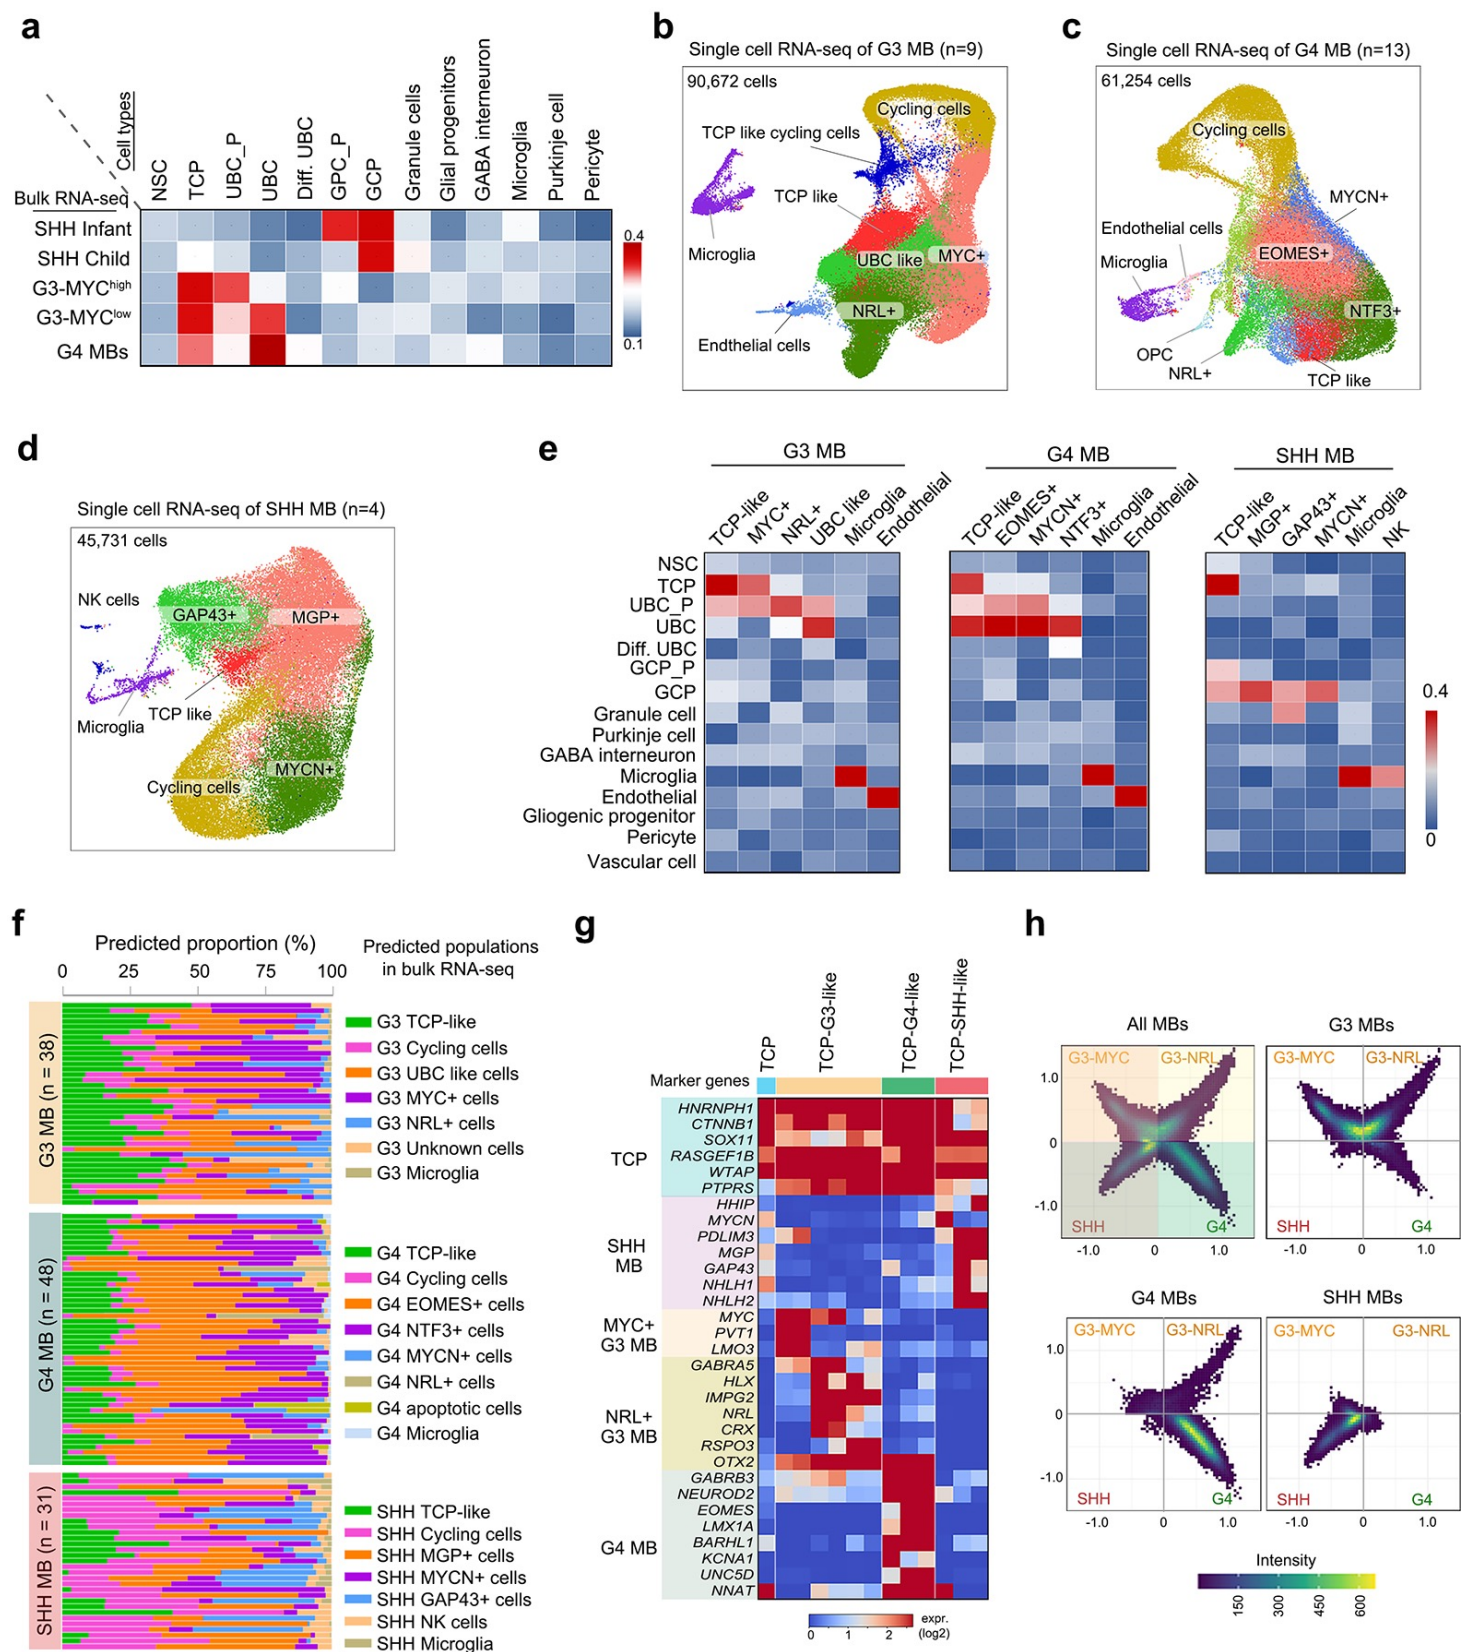 a
Cell types
NSC
TCP
UBC_P
UBC
Diff. UBC
GPC_P
GCP
Granule cells
Glial progenitors
GABA interneuron
Microglia
Purkinje cell
Pericyte
Bulk RNA-seq
SHH Infant
SHH Child
G3-MYChigh
G3-MYClow
G4 MBs
0.4
0.1
b
Single cell RNA-seq of G3 MB (n=9)
90,672 cells
Cycling cells
TCP like cycling cells
TCP like
Microglia
UBC like
MYC+
NRL+
Endthelial cells
c
Single cell RNA-seq of G4 MB (n=13)
61,254 cells
Cycling cells
MYCN+
Endothelial cells
EOMES+
Microglia
NTF3+
OPC
NRL+
TCP like
d
Single cell RNA-seq of SHH MB (n=4)
45,731 cells
NK cells
GAP43+
MGP+
TCP like
Microglia
MYCN+
Cycling cells
e
G3 MB
G4 MB
SHH MB
TCP-like
MYC+
NRL+
UBC like
Microglia
Endothelial
TCP-like
EOMES+
MYCN+
NTF3+
Microglia
Endothelial
TCP-like
MGP+
GAP43+
MYCN+
Microglia
NK
NSC
TCP
UBC_P
UBC
Diff. UBC
GCP_P
GCP
Granule cell
Purkinje cell
GABA interneuron
Microglia
Endothelial
Gliogenic progenitor
Pericyte
Vascular cell
0.4
0
f
Predicted proportion (%)
0 25 50 75 100
Predicted populations
in bulk RNA-seq
G3 MB (n = 38)
G3 TCP-like
G3 Cycling cells
G3 UBC like cells
G3 MYC+ cells
G3 NRL+ cells
G3 Unknown cells
G3 Microglia
G4 MB (n = 48)
G4 TCP-like
G4 Cycling cells
G4 EOMES+ cells
G4 NTF3+ cells
G4 MYCN+ cells
G4 NRL+ cells
G4 apoptotic cells
G4 Microglia
SHH MB (n = 31)
SHH TCP-like
SHH Cycling cells
SHH MGP+ cells
SHH MYCN+ cells
SHH GAP43+ cells
SHH NK cells
SHH Microglia
g
TCP
TCP-G3-like
TCP-G4-like
TCP-SHH-like
Marker genes
TCP
HNRNPH1
CTNNB1
SOX11
RASGEF1B
WTAP
PTPRS
SHH
MB
HHIP
MYCN
PDLIM3
MGP
GAP43
NHLH1
NHLH2
MYC+
G3 MB
MYC
PVT1
LMO3
NRL+
G3 MB
GABRA5
HLX
IMPG2
NRL
CRX
RSPO3
OTX2
G4 MB
GABRB3
NEUROD2
EOMES
LMX1A
BARHL1
KCNA1
UNC5D
NNAT
0 1 2
expr.
(log2)
h
All MBs
G3-MYC
G3-NRL
SHH
G4
1.0
0
-1.0
-1.0 0 1.0
G3 MBs
G3-MYC
G3-NRL
SHH
G4
-1.0 0 1.0
G4 MBs
G3-MYC
G3-NRL
SHH
G4
1.0
0
-1.0
-1.0 0 1.0
SHH MBs
G3-MYC
G3-NRL
SHH
G4
-1.0 0 1.0
Intensity
150 300 450 600